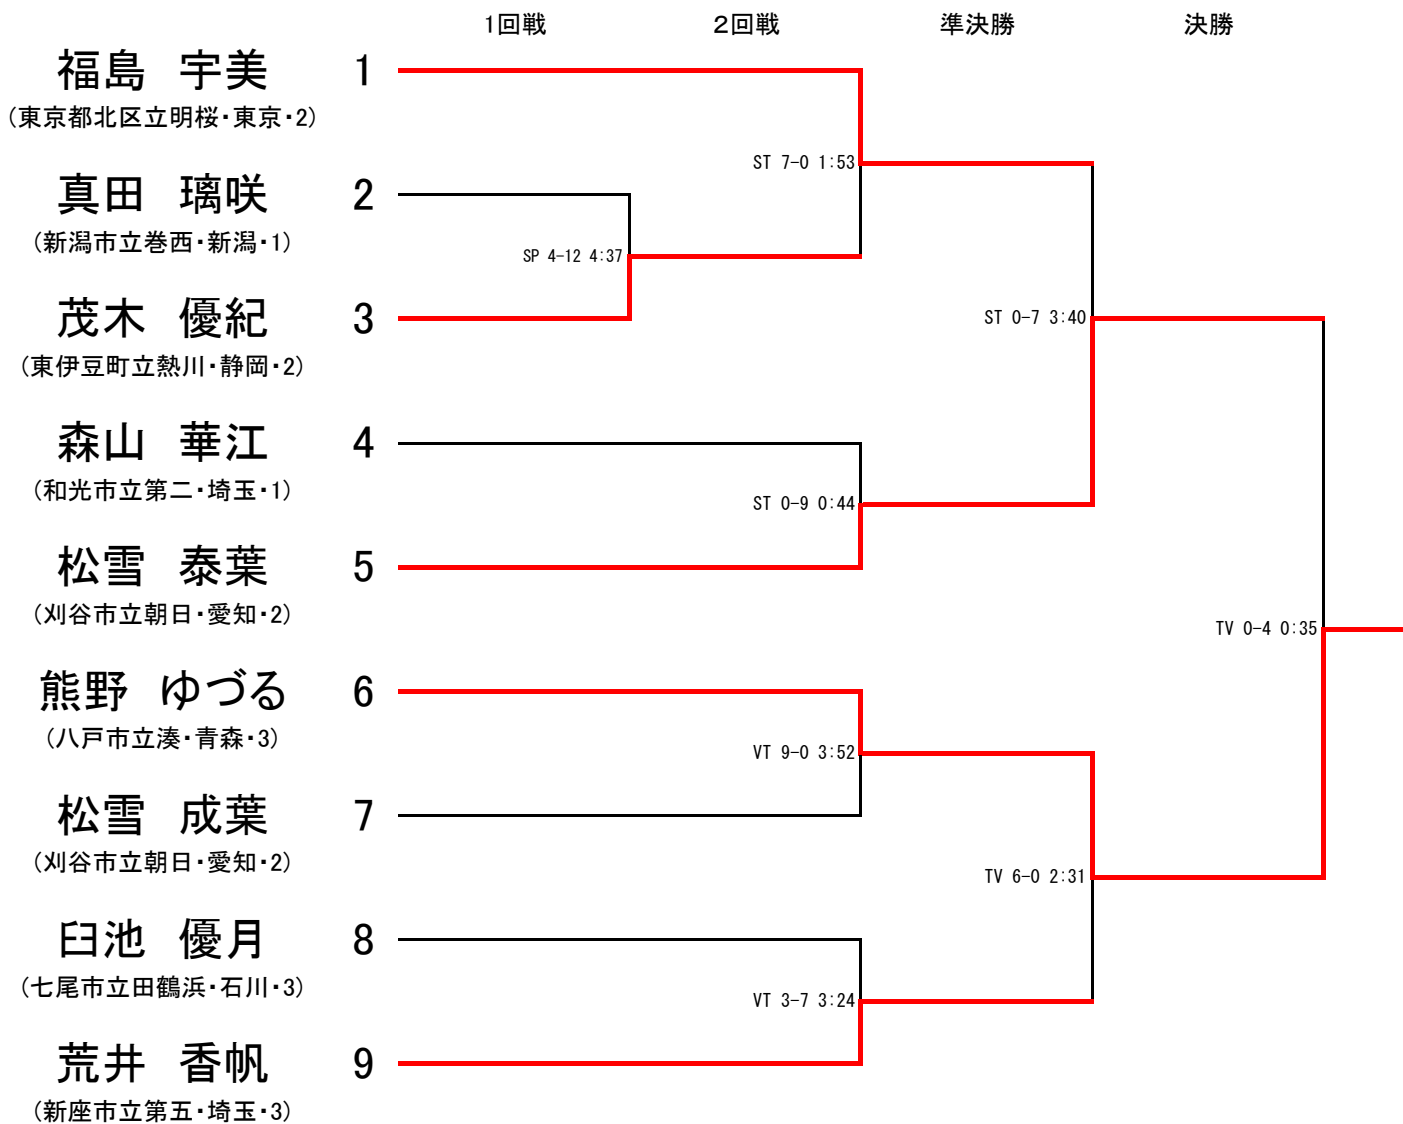 1回戦 2回戦 準決勝 決勝
福島 宇美 1
(東京都北区立明桜・東京・2)
ST 7-0 1:53
真田 璃咲 2
(新潟市立巻西・新潟・1)
SP 4-12 4:37
茂木 優紀 3
ST 0-7 3:40
(東伊豆町立熱川・静岡・2)
森山 華江 4
(和光市立第二・埼玉・1)
ST 0-9 0:44
松雪 泰葉 5
(刈谷市立朝日・愛知・2)
TV 0-4 0:35
熊野 ゆづる 6
(八戸市立湊・青森・3)
VT 9-0 3:52
松雪 成葉 7
(刈谷市立朝日・愛知・2)
TV 6-0 2:31
臼池 優月 8
(七尾市立田鶴浜・石川・3)
VT 3-7 3:24
荒井 香帆 9
(新座市立第五・埼玉・3)